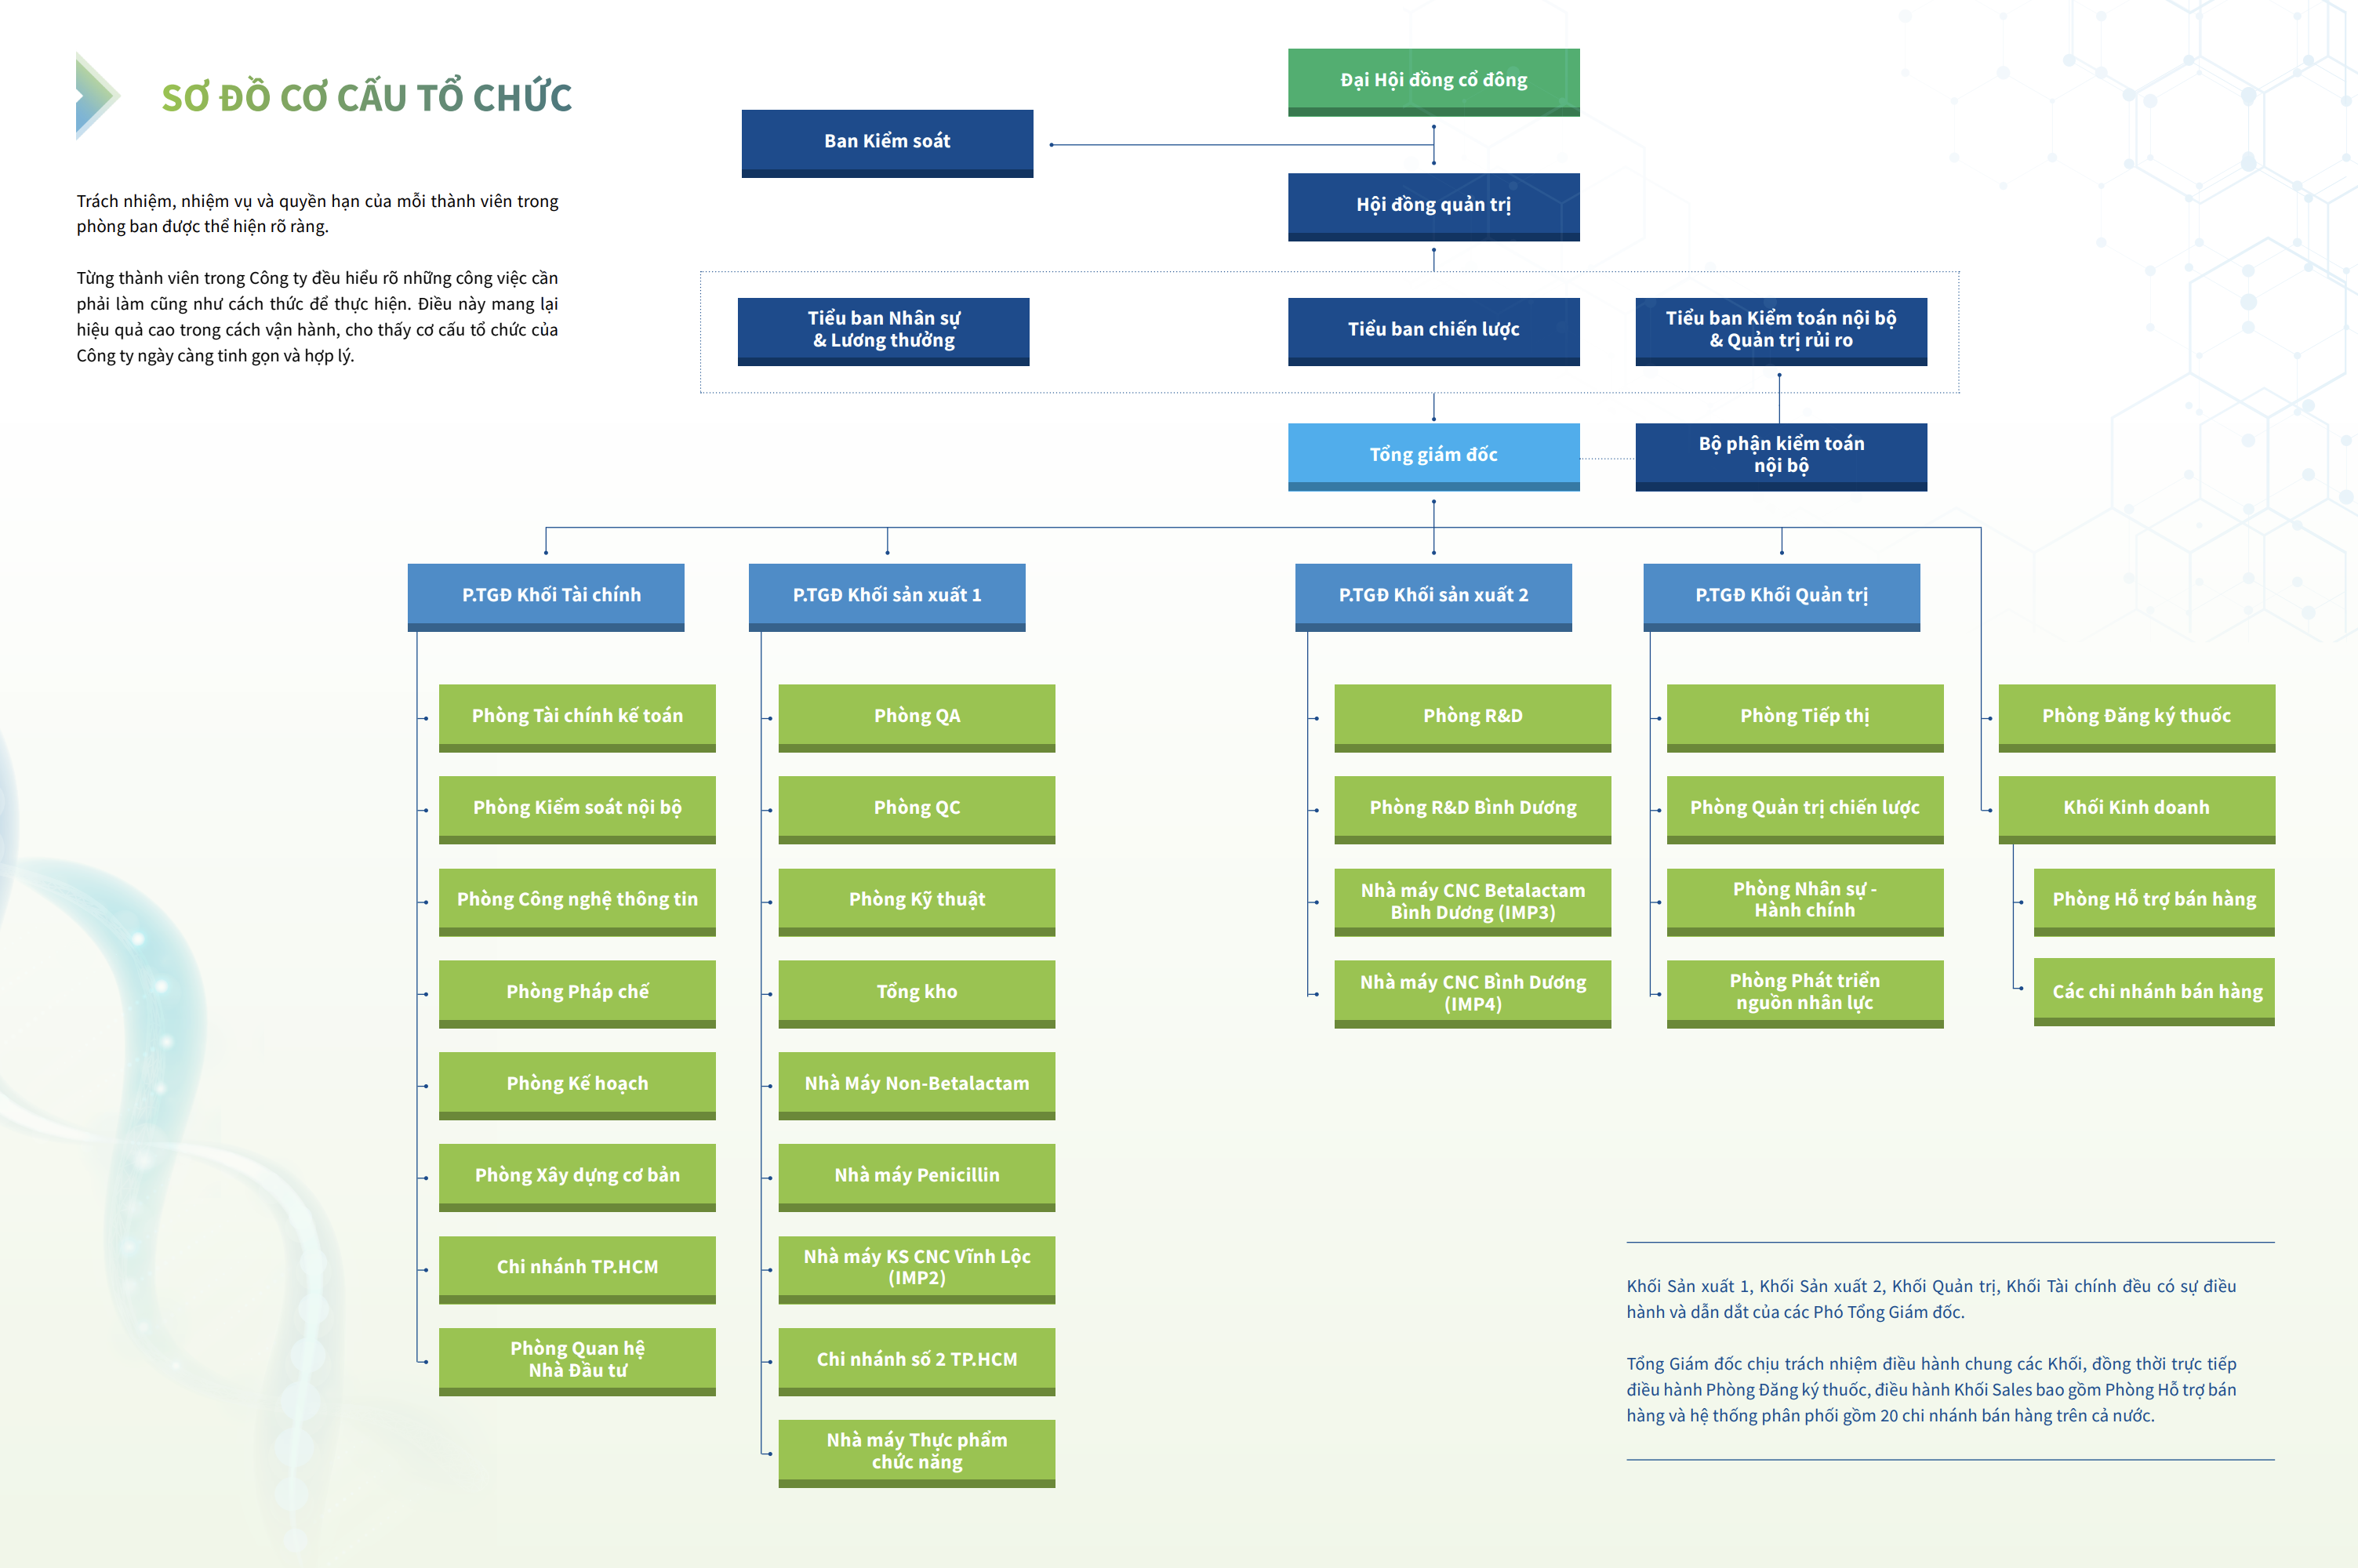 SƠ ĐỒ CƠ CẤU TỔ CHỨC
Trách nhiệm, nhiệm vụ và quyền hạn của mỗi thành viên trong
phòng ban được thể hiện rõ ràng.
Từng thành viên trong Công ty đều hiểu rõ những công việc cần
phải làm cũng như cách thức để thực hiện. Điều này mang lại
hiệu quả cao trong cách vận hành, cho thấy cơ cấu tổ chức của
Công ty ngày càng tinh gọn và hợp lý.
Đại Hội đồng cổ đông
Ban Kiểm soát
Hội đồng quản trị
Tiểu ban Nhân sự
& Lương thưởng
Tiểu ban chiến lược
Tiểu ban Kiểm toán nội bộ
& Quản trị rủi ro
Tổng giám đốc
Bộ phận kiểm toán
nội bộ
P.TGĐ Khối Tài chính
Phòng Tài chính kế toán
Phòng Kiểm soát nội bộ
Phòng Công nghệ thông tin
Phòng Pháp chế
Phòng Kế hoạch
Phòng Xây dựng cơ bản
Chi nhánh TP.HCM
Phòng Quan hệ
Nhà Đầu tư
P.TGĐ Khối sản xuất 1
Phòng QA
Phòng QC
Phòng Kỹ thuật
Tổng kho
Nhà Máy Non-Betalactam
Nhà máy Penicillin
Nhà máy KS CNC Vĩnh Lộc
(IMP2)
Chi nhánh số 2 TP.HCM
Nhà máy Thực phẩm
chức năng
P.TGĐ Khối sản xuất 2
Phòng R&D
Phòng R&D Bình Dương
Nhà máy CNC Betalactam
Bình Dương (IMP3)
Nhà máy CNC Bình Dương
(IMP4)
P.TGĐ Khối Quản trị
Phòng Tiếp thị
Phòng Quản trị chiến lược
Phòng Nhân sự -
Hành chính
Phòng Phát triển
nguồn nhân lực
Phòng Đăng ký thuốc
Khối Kinh doanh
Phòng Hỗ trợ bán hàng
Các chi nhánh bán hàng
Khối Sản xuất 1, Khối Sản xuất 2, Khối Quản trị, Khối Tài chính đều có sự điều
hành và dẫn dắt của các Phó Tổng Giám đốc.
Tổng Giám đốc chịu trách nhiệm điều hành chung các Khối, đồng thời trực tiếp
điều hành Phòng Đăng ký thuốc, điều hành Khối Sales bao gồm Phòng Hỗ trợ bán
hàng và hệ thống phân phối gồm 20 chi nhánh bán hàng trên cả nước.